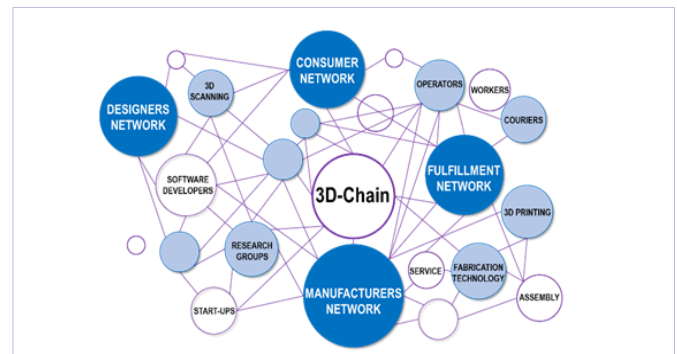 CONSUMER
NETWORK
3D
SCANNING
OPERATORS
WORKERS
DESIGNERS
NETWORK
COURIERS
SOFTWARE
DEVELOPERS
FULFILLMENT
NETWORK
3D-Chain
3D PRINTING
RESEARCH
GROUPS
SERVICE
FABRICATION
TECHNOLOGY
MANUFACTURERS
NETWORK
START-UPS
ASSEMBLY